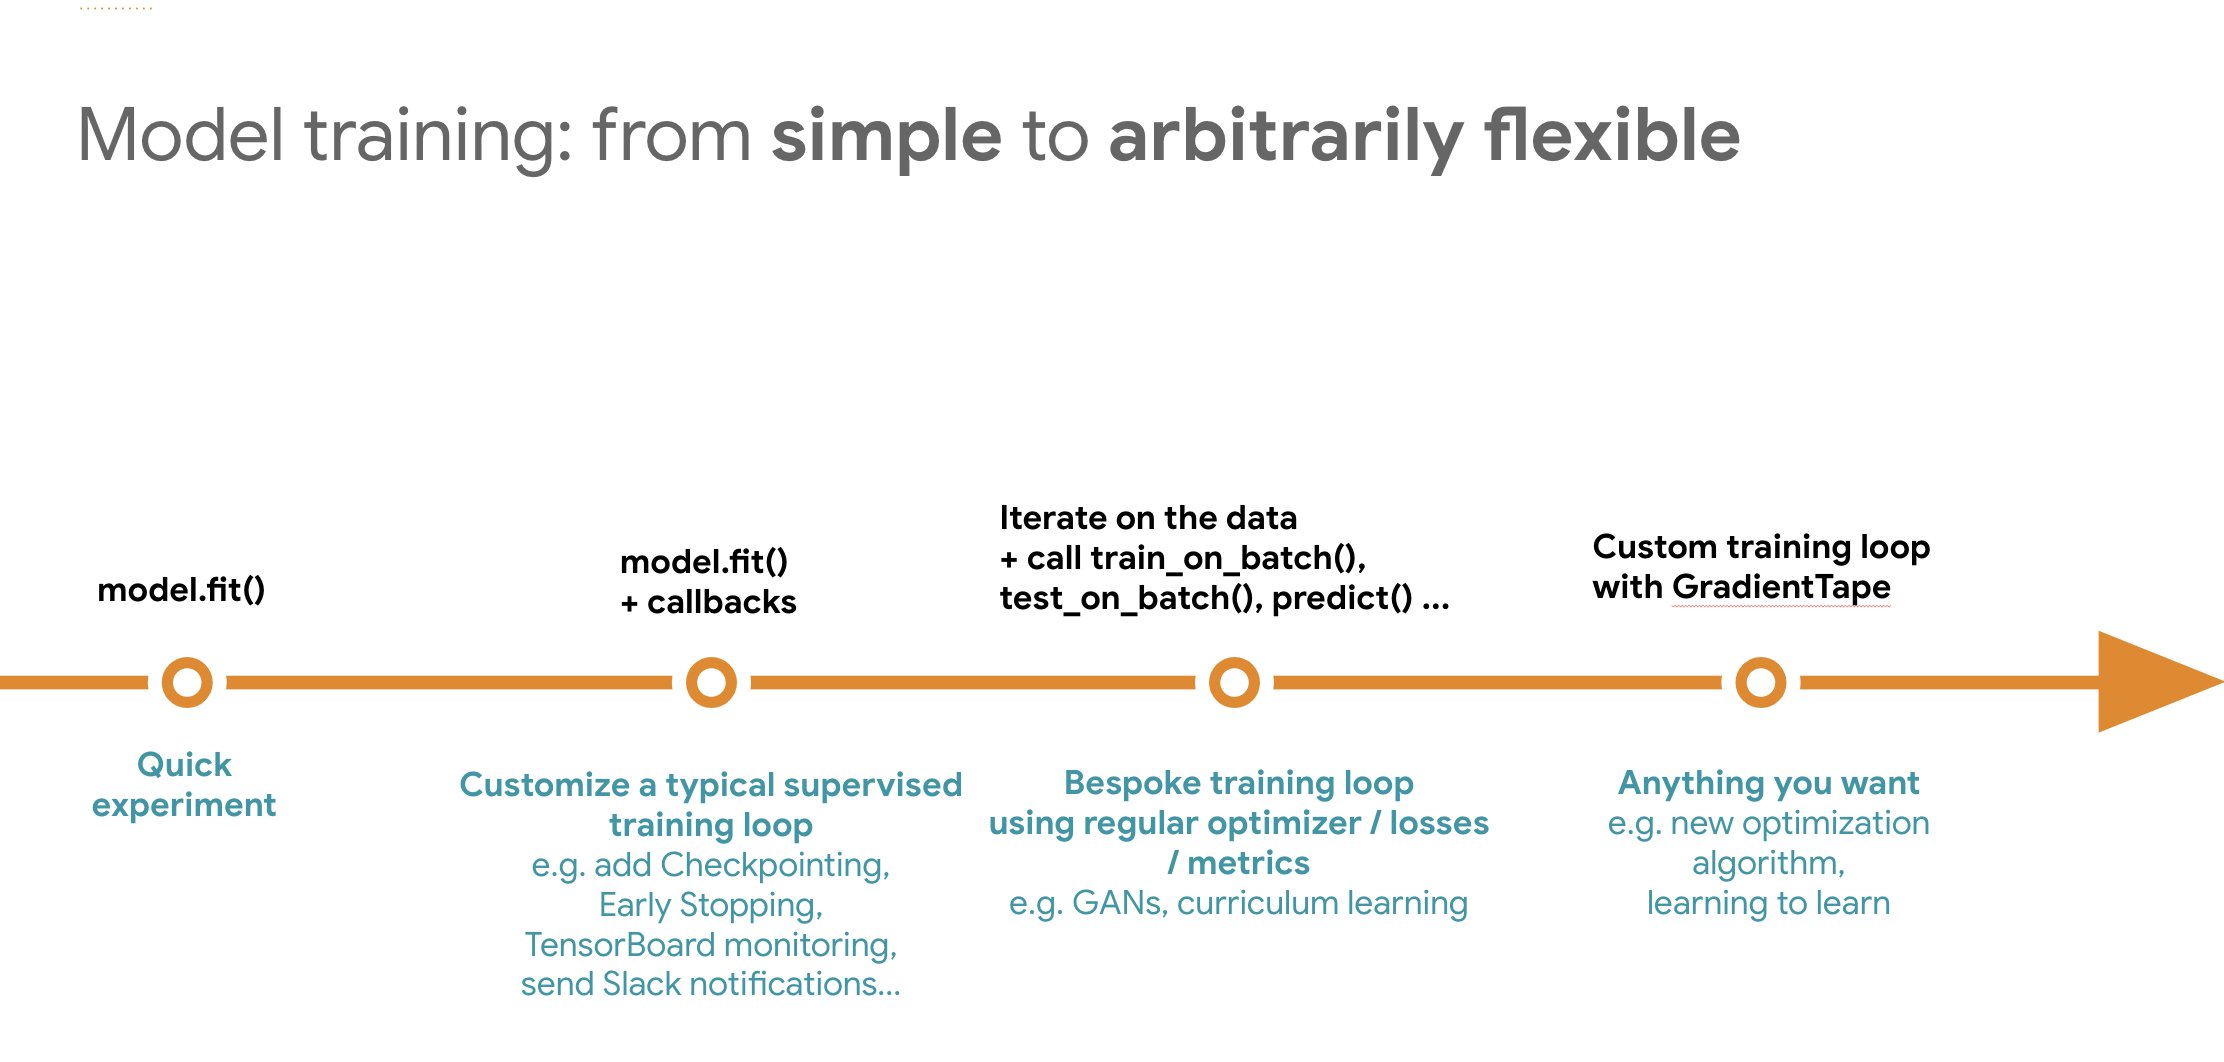 Model training: from simple to arbitrarily flexible
model.fit()
Quick
experiment
model.fit()
+ callbacks
Customize a typical supervised
training loop
e.g. add Checkpointing,
Early Stopping,
TensorBoard monitoring,
send Slack notifications...
Iterate on the data
+ call train_on_batch(),
test_on_batch(), predict() ...
Bespoke training loop
using regular optimizer / losses
/ metrics
e.g. GANs, curriculum learning
Custom training loop
with GradientTape
Anything you want
e.g. new optimization
algorithm,
learning to learn